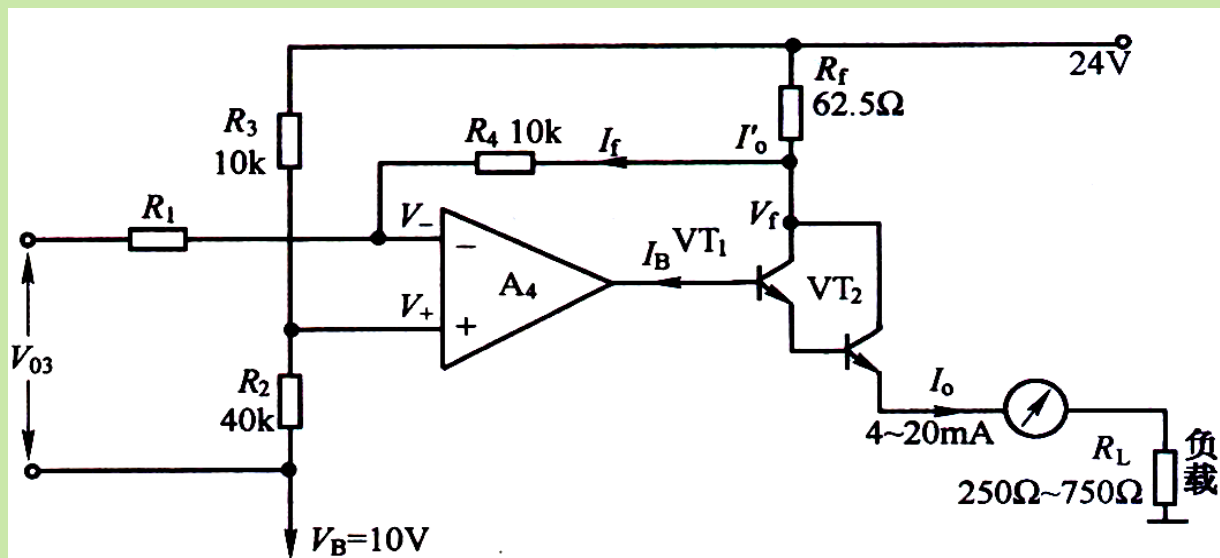 24V
R_f
62.5Ω
R_3
10k
R_4 10k
I_f
I'_o
R_1
V_-
V_f
−
I_B
VT_1
A_4
VT_2
V_+
+
V_03
R_2
40k
I_o
4~20mA
R_L
250Ω~750Ω
负载
V_B=10V